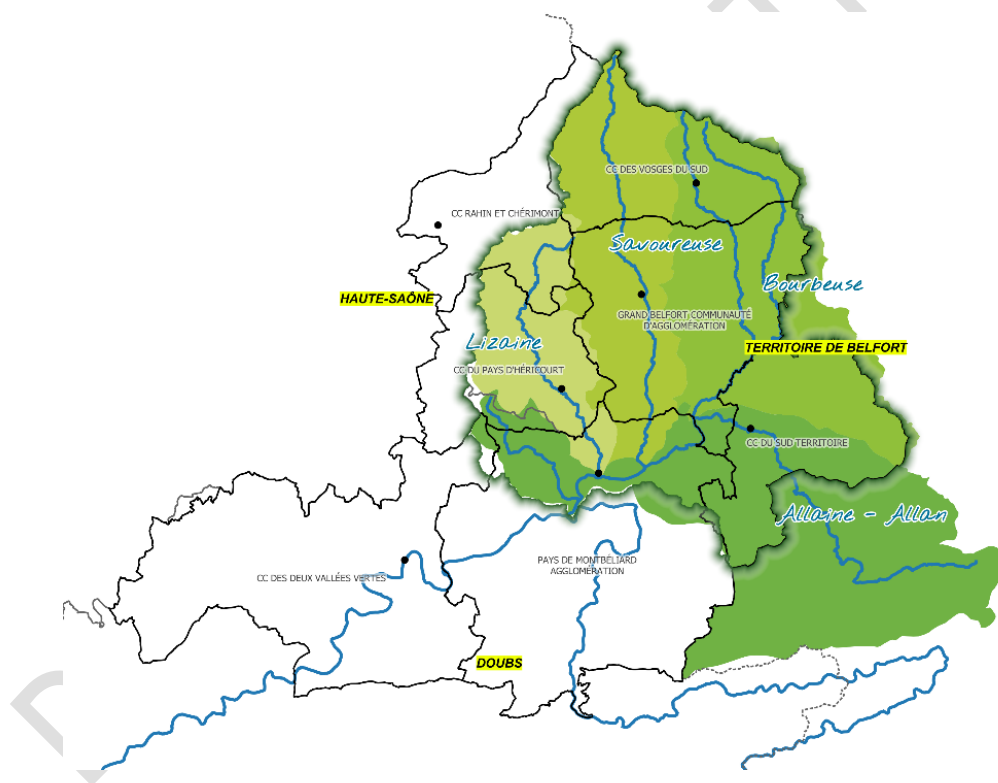 CC DES VOSGES DU SUD
CC RAHIN ET CHÉRIMONT
Savoureuse
Bourbeuse
HAUTE-SAÔNE
GRAND BELFORT COMMUNAUTÉ
D'AGGLOMÉRATION
Lizaine
TERRITOIRE DE BELFORT
CC DU PAYS D'HÉRICOURT
CC DU SUD TERRITOIRE
Allaine - Allan
PAYS DE MONTBÉLIARD
AGGLOMÉRATION
CC DES DEUX VALLÉES VERTES
DOUBS